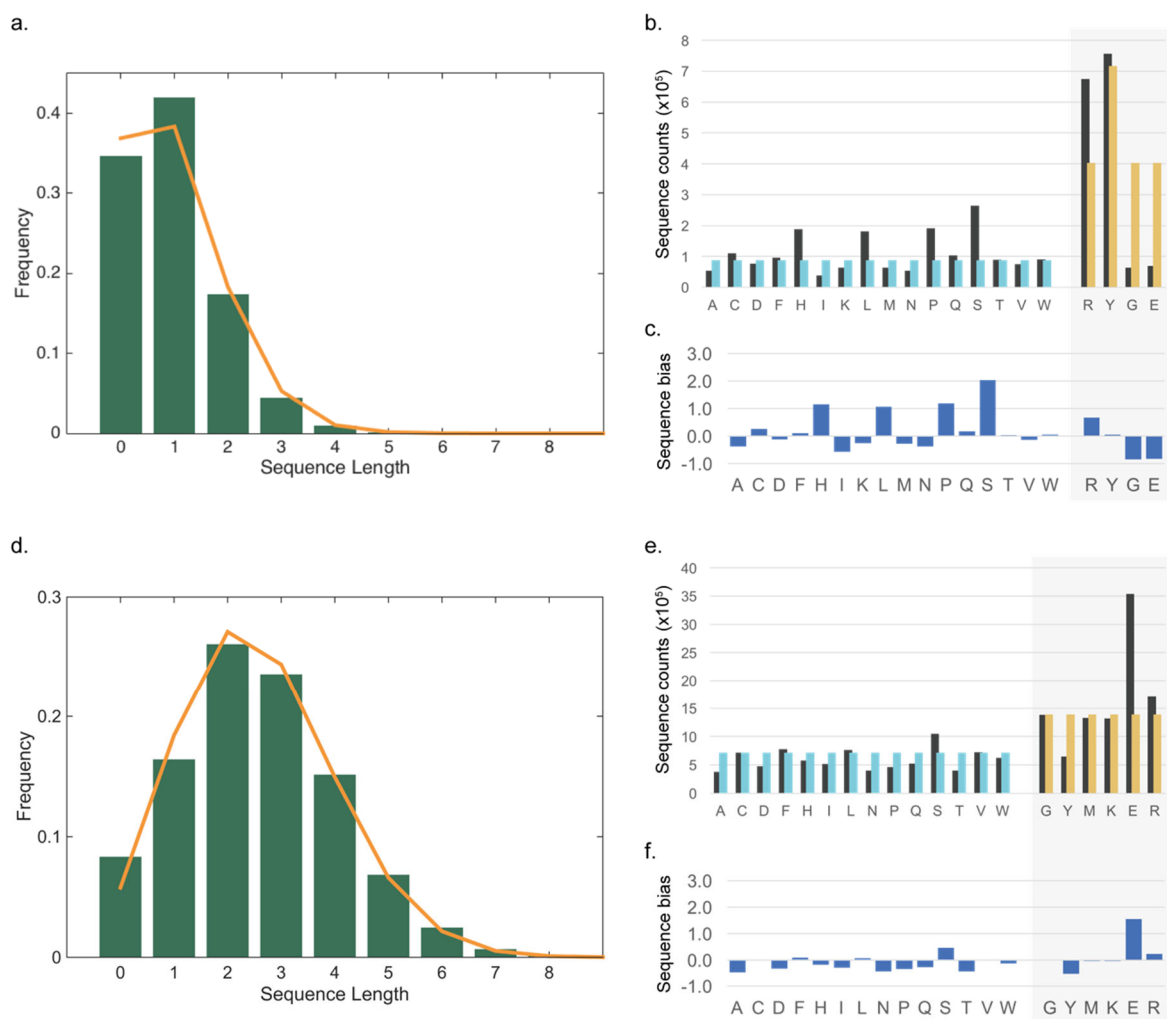 a.
0.4
0.3
0.2
0.1
0
Frequency
0 1 2 3 4 5 6 7 8
Sequence Length
b.
Sequence counts (x10⁵)
8
7
6
5
4
3
2
1
0
A C D F H I K L M N P Q S T V W R Y G E
c.
Sequence bias
3.0
2.0
1.0
0.0
-1.0
A C D F H I K L M N P Q S T V W R Y G E
d.
0.3
0.2
0.1
0
Frequency
0 1 2 3 4 5 6 7 8
Sequence Length
e.
Sequence counts (x10⁵)
40
35
30
25
20
15
10
5
0
A C D F H I L N P Q S T V W G Y M K E R
f.
Sequence bias
3.0
2.0
1.0
0.0
-1.0
A C D F H I L N P Q S T V W G Y M K E R